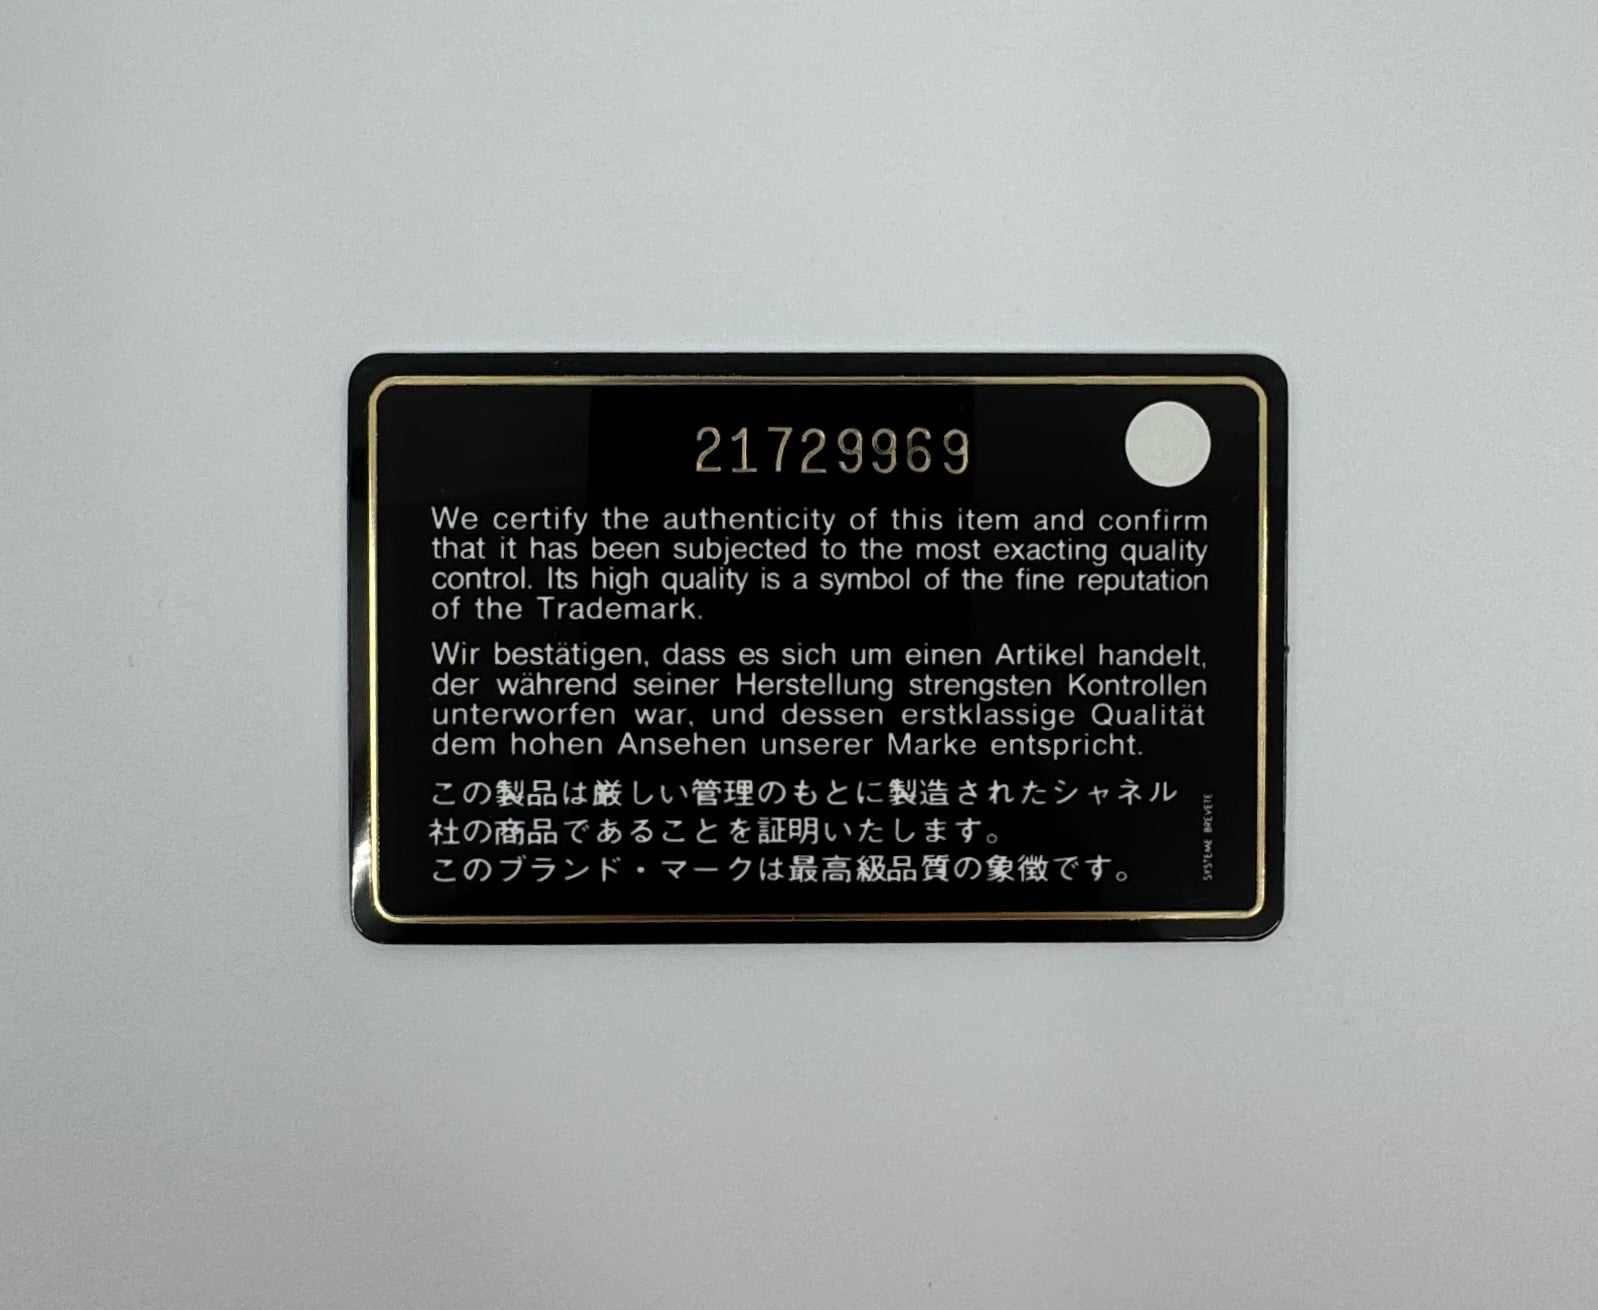 21729969
We certify the authenticity of this item and confirm
that it has been subjected to the most exacting quality
control. Its high quality is a symbol of the fine reputation
of the Trademark.
Wir bestätigen, dass es sich um einen Artikel handelt,
der während seiner Herstellung strengsten Kontrollen
unterworfen war, und dessen erstklassige Qualität
dem hohen Ansehen unserer Marke entspricht.
この製品は厳しい管理のもとに製造されたシャネル
社の商品であることを証明いたします。
このブランド・マークは最高級品質の象徴です。
SYSTEME BREVETE